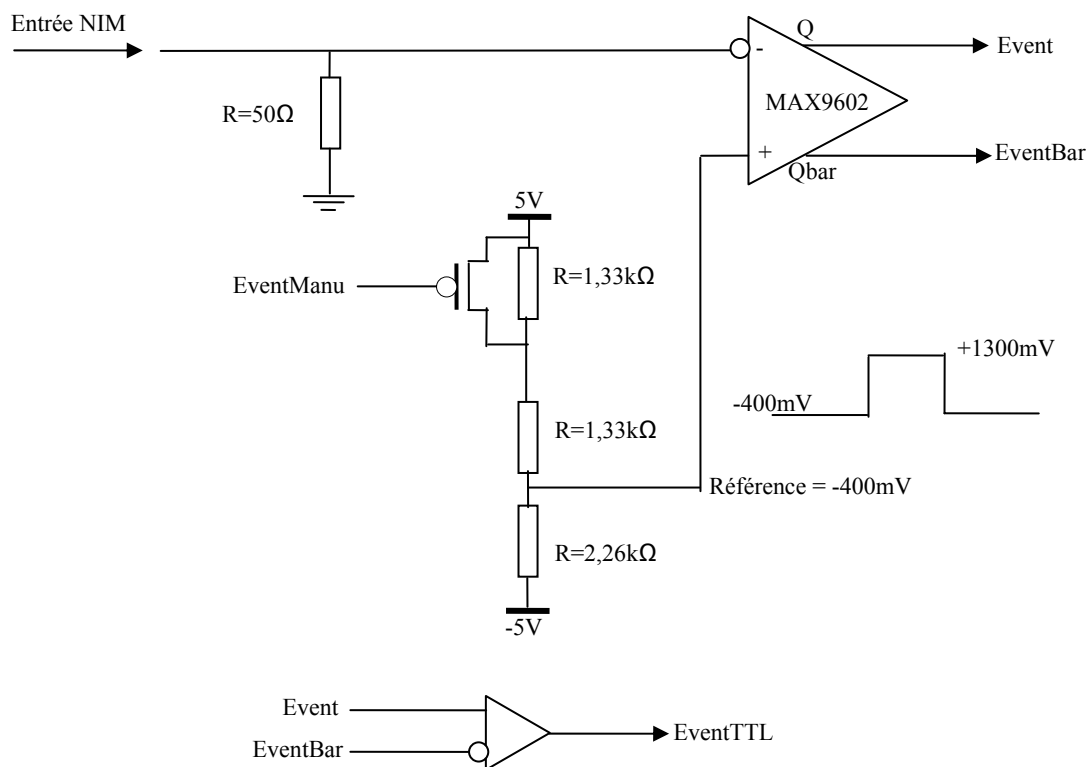 Entrée NIM
Q
Event
-
MAX9602
R=50Ω
+
EventBar
Qbar
5V
EventManu
R=1,33kΩ
+1300mV
-400mV
R=1,33kΩ
Référence = -400mV
R=2,26kΩ
-5V
Event
EventTTL
EventBar